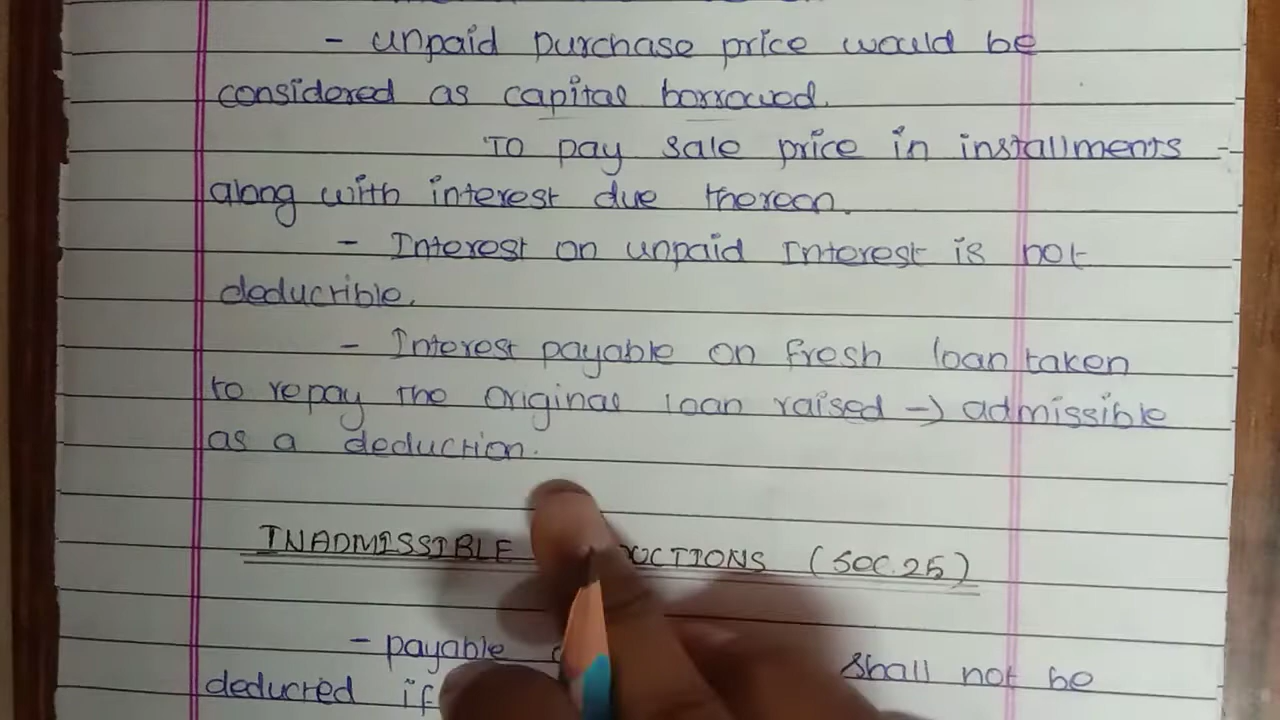 - unpaid purchase price would be
considered as capital borrowed.
To pay sale price in installments -
along with interest due thereon.
- Interest on unpaid Interest is not
deductible.
- Interest payable on fresh loan taken
to repay the original loan raised → admissible
as a deduction.
INADMISSIBLE UCTIONS (SEC.25)
- payable shall not be
deducted if